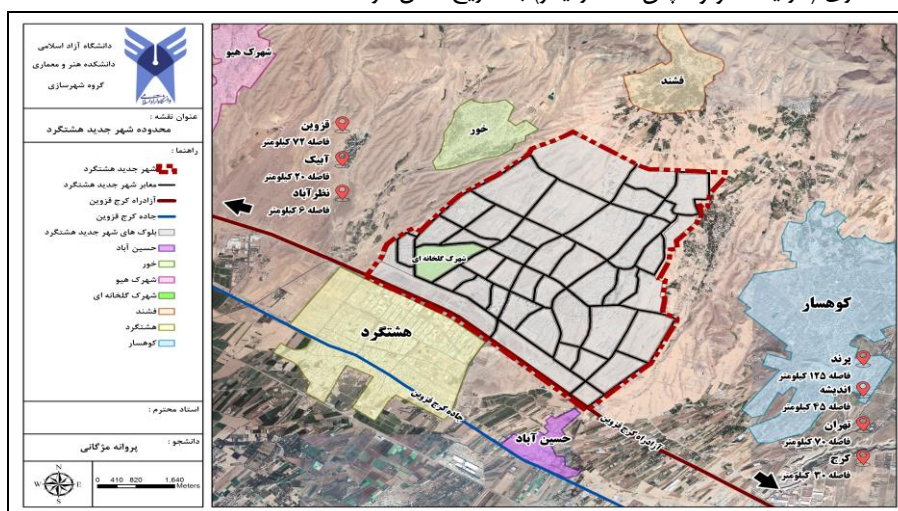 دانشگاه آزاد اسلامی
دانشکده هنر و معماری
گروه شهرسازی
عنوان نقشه :
محدوده شهر جدید هشتگرد
راهنما :
شهر جدید هشتگرد
معابر شهر جدید هشتگرد
آزادراه کرج قزوین
جاده کرج قزوین
بلوک های شهر جدید هشتگرد
حسین آباد
خور
شهرک هیو
شهرک گلخانه ای
فشند
هشتگرد
کوهسار
استاد محترم :
دانشجو :
پروانه مژگانی
N
W E
S
0 410 820 1,640
Meters
شهرک هیو
فشند
خور
قزوین
فاصله ۷۲ کیلومتر
آبیک
فاصله ۲۰ کیلومتر
نظرآباد
فاصله ۶ کیلومتر
شهرک گلخانه ای
هشتگرد
کوهسار
جاده کرج قزوین
آزادراه کرج قزوین
حسین آباد
پرند
فاصله ۱۲۵ کیلومتر
اندیشه
فاصله ۴۵ کیلومتر
تهران
فاصله ۷۰ کیلومتر
کرج
فاصله ۳۰ کیلومتر